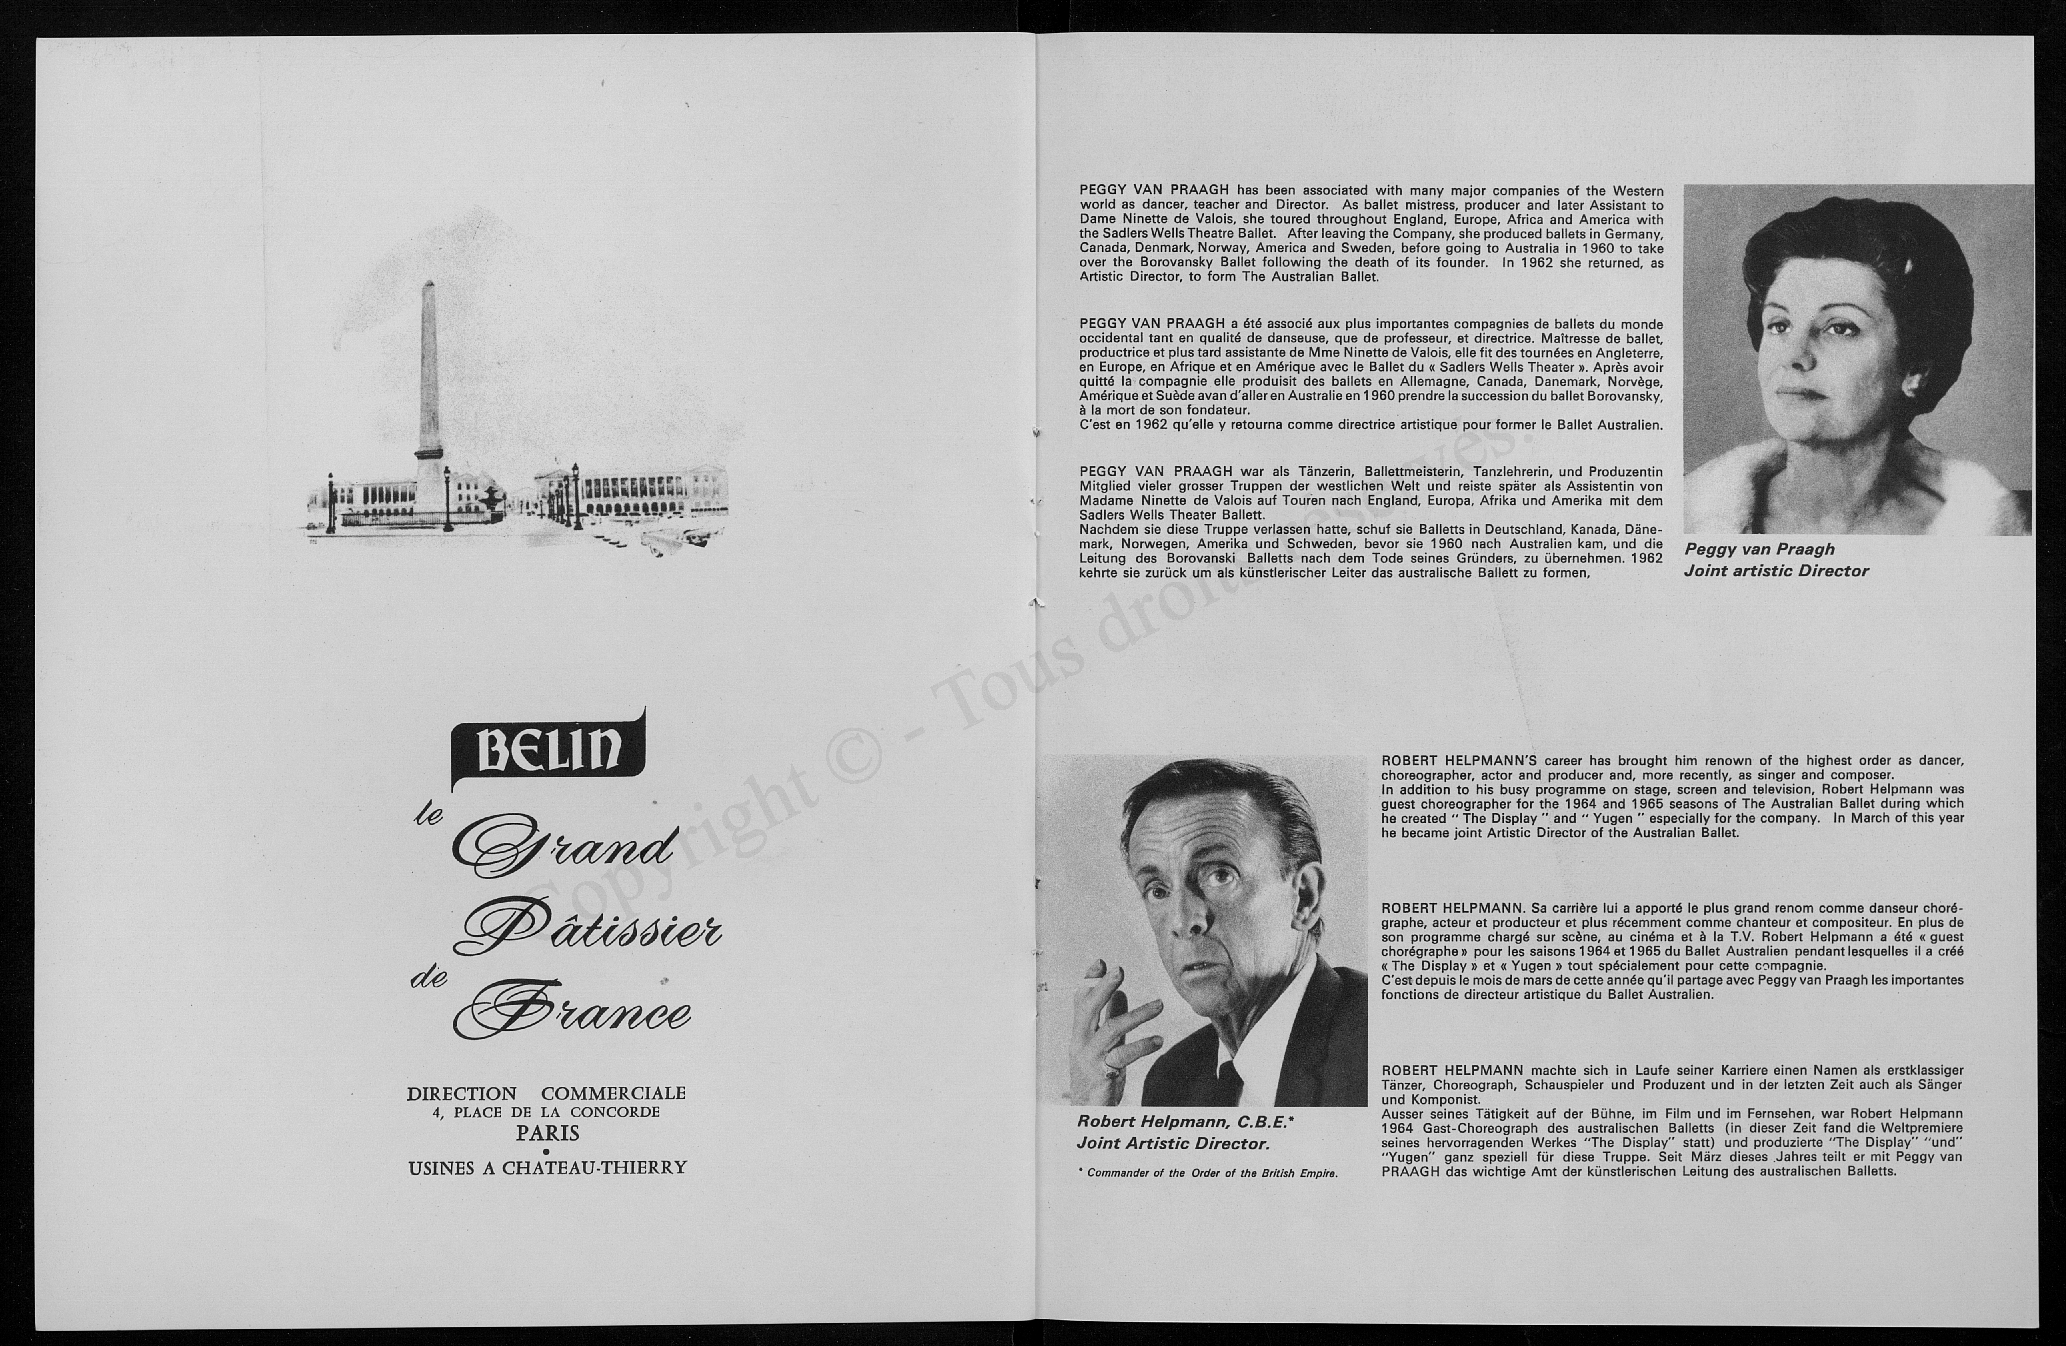 BELIN
le
Grand
Pâtissier
de
France
DIRECTION COMMERCIALE
4, PLACE DE LA CONCORDE
PARIS
•
USINES A CHATEAU-THIERRY
PEGGY VAN PRAAGH has been associated with many major companies of the Western
world as dancer, teacher and Director. As ballet mistress, producer and later Assistant to
Dame Ninette de Valois, she toured throughout England, Europe, Africa and America with
the Sadlers Wells Theatre Ballet. After leaving the Company, she produced ballets in Germany,
Canada, Denmark, Norway, America and Sweden, before going to Australia in 1960 to take
over the Borovansky Ballet following the death of its founder. In 1962 she returned, as
Artistic Director, to form The Australian Ballet.
PEGGY VAN PRAAGH a été associé aux plus importantes compagnies de ballets du monde
occidental tant en qualité de danseuse, que de professeur, et directrice. Maîtresse de ballet,
productrice et plus tard assistante de Mme Ninette de Valois, elle fit des tournées en Angleterre,
en Europe, en Afrique et en Amérique avec le Ballet du « Sadlers Wells Theater ». Après avoir
quitté la compagnie elle produisit des ballets en Allemagne, Canada, Danemark, Norvège,
Amérique et Suède avan d'aller en Australie en 1960 prendre la succession du ballet Borovansky,
à la mort de son fondateur.
C'est en 1962 qu'elle y retourna comme directrice artistique pour former le Ballet Australien.
PEGGY VAN PRAAGH war als Tänzerin, Ballettmeisterin, Tanzlehrerin, und Produzentin
Mitglied vieler grosser Truppen der westlichen Welt und reiste später als Assistentin von
Madame Ninette de Valois auf Touren nach England, Europa, Afrika und Amerika mit dem
Sadlers Wells Theater Ballett.
Nachdem sie diese Truppe verlassen hatte, schuf sie Balletts in Deutschland, Kanada, Däne-
mark, Norwegen, Amerika und Schweden, bevor sie 1960 nach Australien kam, und die
Leitung des Borovanski Balletts nach dem Tode seines Gründers, zu übernehmen. 1962
kehrte sie zurück um als künstlerischer Leiter das australische Ballett zu formen,
Peggy van Praagh
Joint artistic Director
ROBERT HELPMANN'S career has brought him renown of the highest order as dancer,
choreographer, actor and producer and, more recently, as singer and composer.
In addition to his busy programme on stage, screen and television, Robert Helpmann was
guest choreographer for the 1964 and 1965 seasons of The Australian Ballet during which
he created " The Display " and " Yugen " especially for the company. In March of this year
he became joint Artistic Director of the Australian Ballet.
ROBERT HELPMANN. Sa carrière lui a apporté le plus grand renom comme danseur choré-
graphe, acteur et producteur et plus récemment comme chanteur et compositeur. En plus de
son programme chargé sur scène, au cinéma et à la T.V. Robert Helpmann a été « guest
chorégraphe » pour les saisons 1964 et 1965 du Ballet Australien pendant lesquelles il a créé
« The Display » et « Yugen » tout spécialement pour cette compagnie.
C'est depuis le mois de mars de cette année qu'il partage avec Peggy van Praagh les importantes
fonctions de directeur artistique du Ballet Australien.
ROBERT HELPMANN machte sich in Laufe seiner Karriere einen Namen als erstklassiger
Tänzer, Choreograph, Schauspieler und Produzent und in der letzten Zeit auch als Sänger
und Komponist.
Ausser seines Tätigkeit auf der Bühne, im Film und im Fernsehen, war Robert Helpmann
1964 Gast-Choreograph des australischen Balletts (in dieser Zeit fand die Weltpremiere
seines hervorragenden Werkes "The Display" statt) und produzierte "The Display" "und"
"Yugen" ganz speziell für diese Truppe. Seit März dieses Jahres teilt er mit Peggy van
PRAAGH das wichtige Amt der künstlerischen Leitung des australischen Balletts.
Robert Helpmann, C.B.E.*
Joint Artistic Director.
* Commander of the Order of the British Empire.
Copyright © - Tous droits réservés.